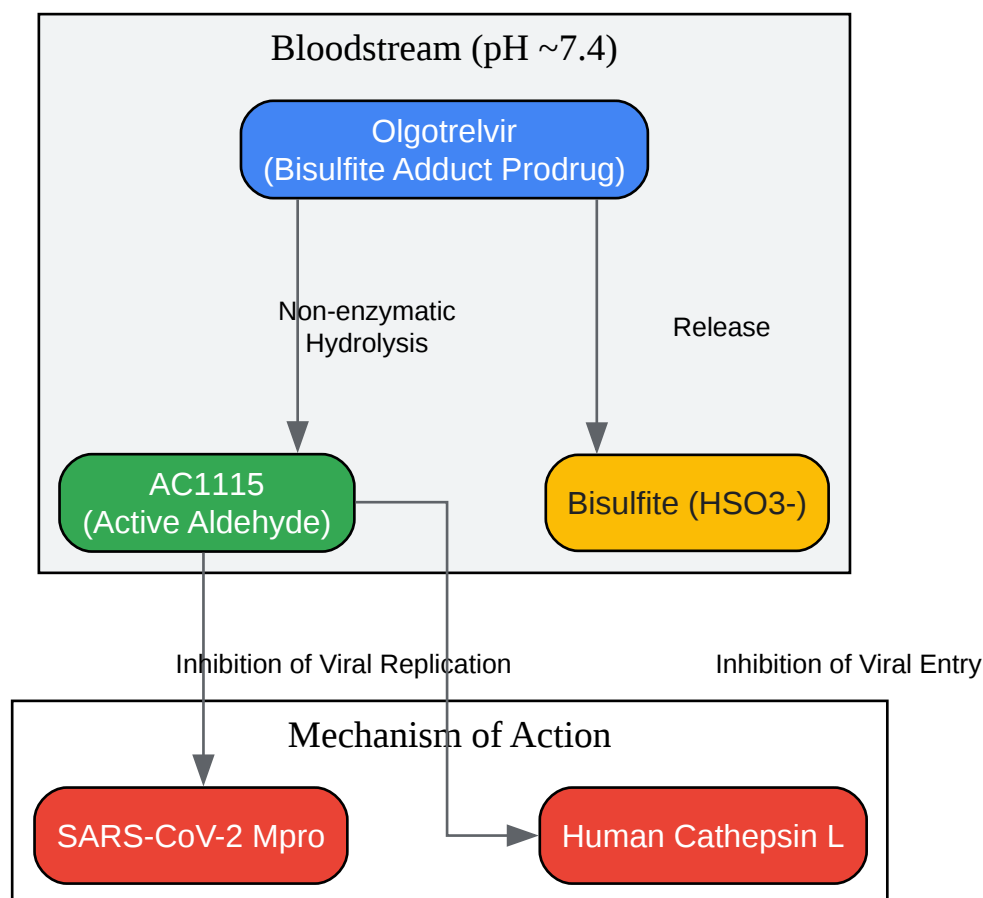 Bloodstream (pH ~7.4)
Olgotrelvir
(Bisulfite Adduct Prodrug)
Non-enzymatic
Hydrolysis
Release
AC1115
(Active Aldehyde)
Bisulfite (HSO3-)
Inhibition of Viral Replication
Inhibition of Viral Entry
Mechanism of Action
SARS-CoV-2 Mpro
Human Cathepsin L